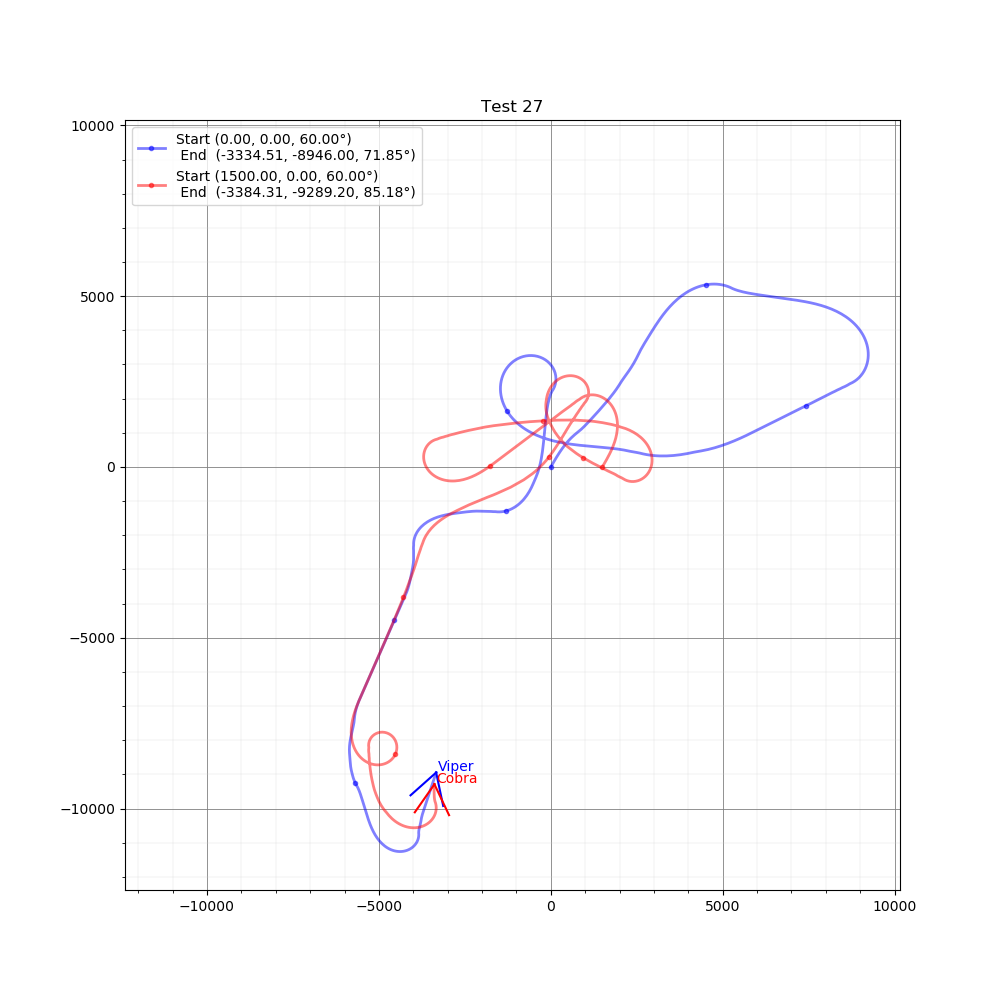 Test 27
Start (0.00, 0.00, 60.00°)
End  (-3334.51, -8946.00, 71.85°)
Start (1500.00, 0.00, 60.00°)
End  (-3384.31, -9289.20, 85.18°)
10000
5000
0
−5000
−10000
Viper
Cobra
−10000 −5000 0 5000 10000